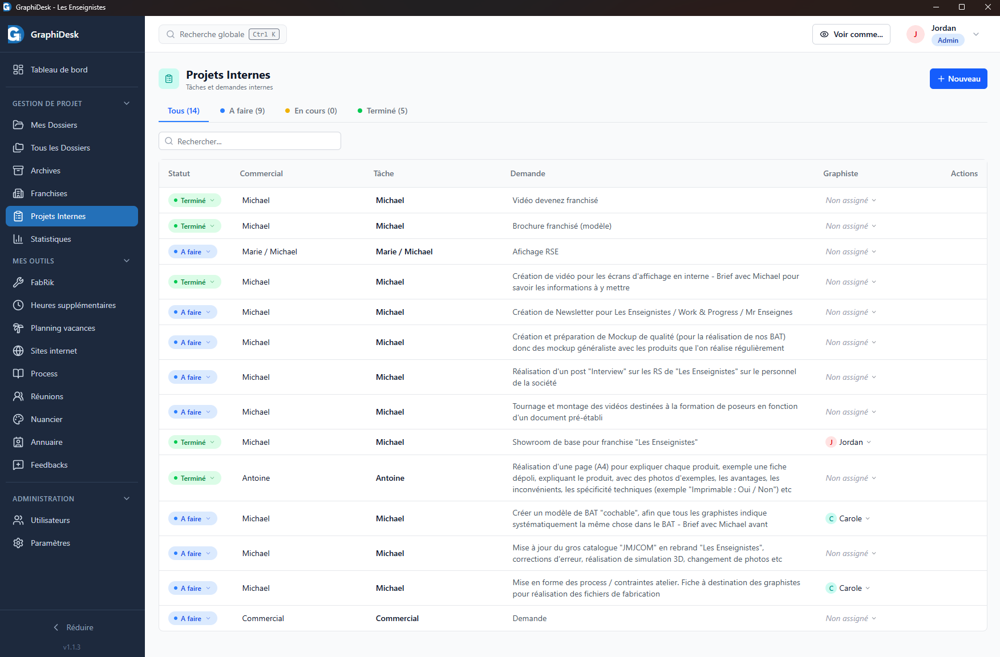 GraphiDesk - Les Enseignistes
GraphiDesk
Recherche globale Ctrl K
Voir comme...
J
Jordan
Admin
Tableau de bord
GESTION DE PROJET
Mes Dossiers
Tous les Dossiers
Archives
Franchises
Projets Internes
Statistiques
MES OUTILS
FabRik
Heures supplémentaires
Planning vacances
Sites internet
Process
Réunions
Nuancier
Annuaire
Feedbacks
ADMINISTRATION
Utilisateurs
Paramètres
Réduire
v1.1.3
Projets Internes
Tâches et demandes internes
Nouveau
Tous (14) A faire (9) En cours (0) Terminé (5)
Rechercher...
Statut Commercial Tâche Demande Graphiste Actions
Terminé Michael Michael Vidéo devenez franchisé Non assigné
Terminé Michael Michael Brochure franchisé (modèle) Non assigné
A faire Marie / Michael Marie / Michael Afichage RSE Non assigné
Terminé Michael Michael Création de vidéo pour les écrans d'affichage en interne - Brief avec Michael pour
savoir les informations à y mettre Non assigné
A faire Michael Michael Création de Newsletter pour Les Enseignistes / Work & Progress / Mr Enseignes Non assigné
A faire Michael Michael Création et préparation de Mockup de qualité (pour la réalisation de nos BAT)
donc des mockup généraliste avec les produits que l'on réalise régulièrement Non assigné
A faire Michael Michael Réalisation d'un post "Interview" sur les RS de "Les Enseignistes" sur le personnel
de la société Non assigné
A faire Michael Michael Tournage et montage des vidéos destinées à la formation de poseurs en fonction
d'un document pré-établi Non assigné
Terminé Michael Michael Showroom de base pour franchise "Les Enseignistes" J Jordan
Terminé Antoine Antoine Réalisation d'une page (A4) pour expliquer chaque produit, exemple une fiche
dépoli, expliquant le produit, avec des photos d'exemples, les avantages, les
inconvénients, les spécificité techniques (exemple "Imprimable : Oui / Non") etc Non assigné
A faire Michael Michael Créer un modèle de BAT "cochable", afin que tous les graphistes indique
systématiquement la même chose dans le BAT - Brief avec Michael avant C Carole
A faire Michael Michael Mise à jour du gros catalogue "JMJCOM" en rebrand "Les Enseignistes",
corrections d'erreur, réalisation de simulation 3D, changement de photos etc Non assigné
A faire Michael Michael Mise en forme des process / contraintes atelier. Fiche à destination des graphistes
pour réalisation des fichiers de fabrication C Carole
A faire Commercial Commercial Demande Non assigné